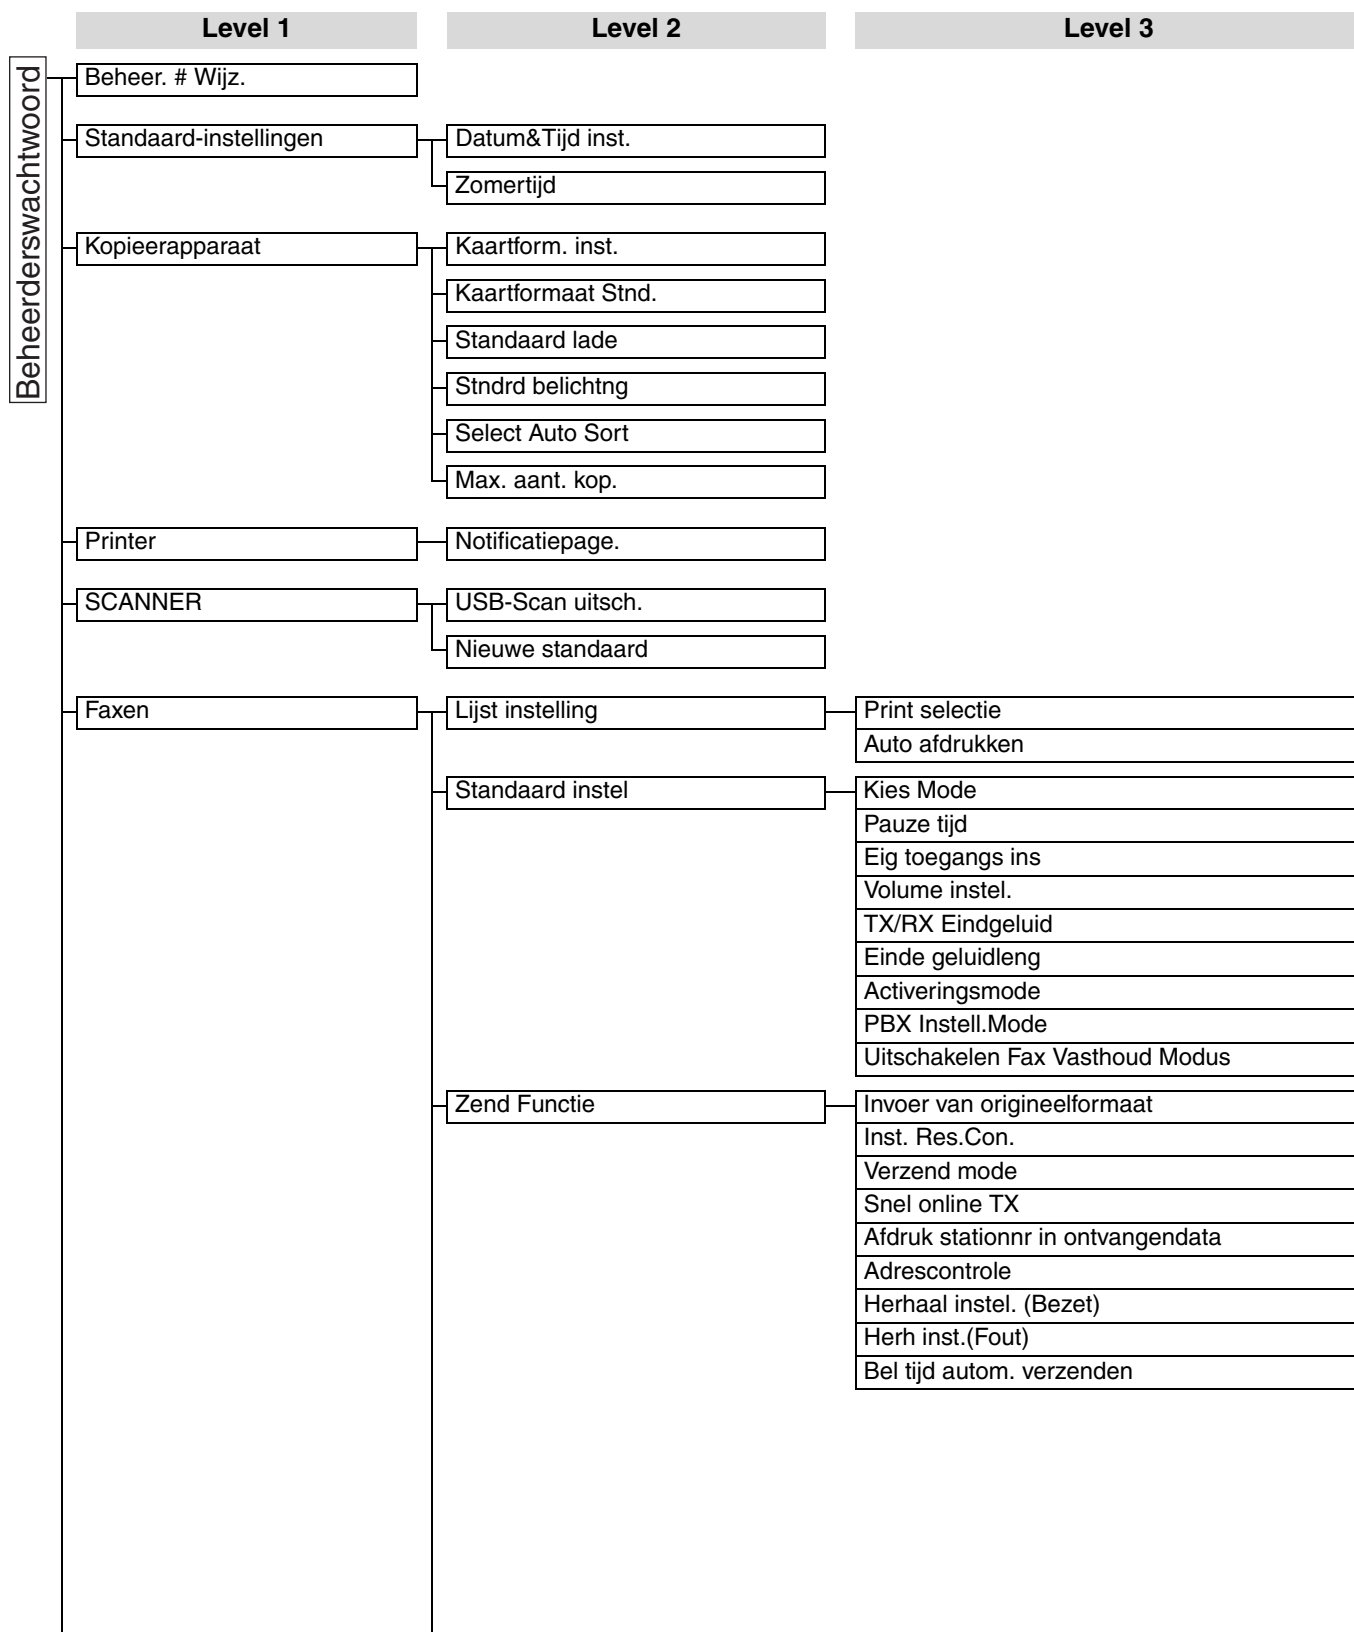 Level 1 Level 2 Level 3
Beheerderswachtwoord
Beheer. # Wijz.
Standaard-instellingen Datum&Tijd inst.
Zomertijd
Kopieerapparaat Kaartform. inst.
Kaartformaat Stnd.
Standaard lade
Stndrd belichtng
Select Auto Sort
Max. aant. kop.
Printer Notificatiepage.
SCANNER USB-Scan uitsch.
Nieuwe standaard
Faxen Lijst instelling Print selectie
Auto afdrukken
Standaard instel Kies Mode
Pauze tijd
Eig toegangs ins
Volume instel.
TX/RX Eindgeluid
Einde geluidleng
Activeringsmode
PBX Instell.Mode
Uitschakelen Fax Vasthoud Modus
Zend Functie Invoer van origineelformaat
Inst. Res.Con.
Verzend mode
Snel online TX
Afdruk stationnr in ontvangendata
Adrescontrole
Herhaal instel. (Bezet)
Herh inst.(Fout)
Bel tijd autom. verzenden